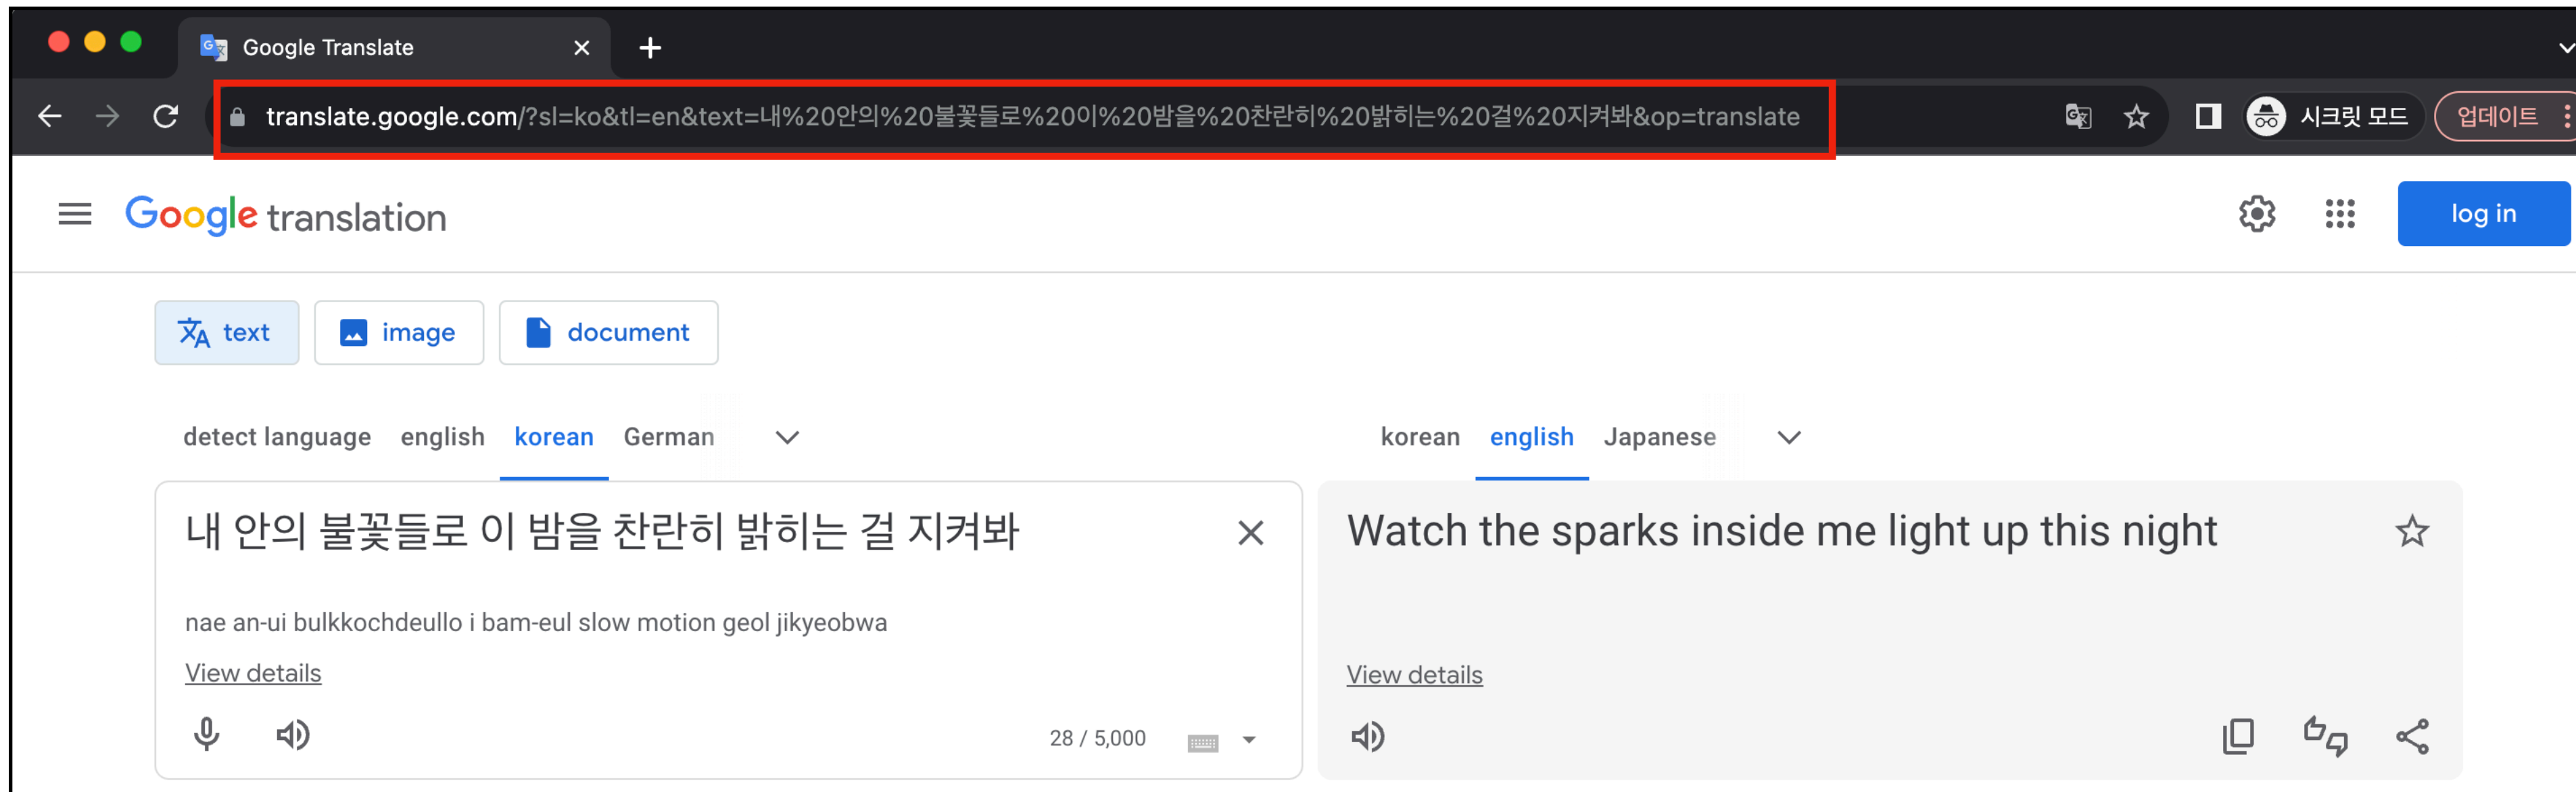 Google Translate
translate.google.com/?sl=ko&tl=en&text=내%20안의%20불꽃들로%20이%20밤을%20찬란히%20밝히는%20걸%20지켜봐&op=translate
시크릿 모드
업데이트
Google translation
log in
text image document
detect language english korean German
korean english Japanese
내 안의 불꽃들로 이 밤을 찬란히 밝히는 걸 지켜봐
Watch the sparks inside me light up this night
nae an-ui bulkkochdeullo i bam-eul slow motion geol jikyeobwa
View details
View details
28 / 5,000